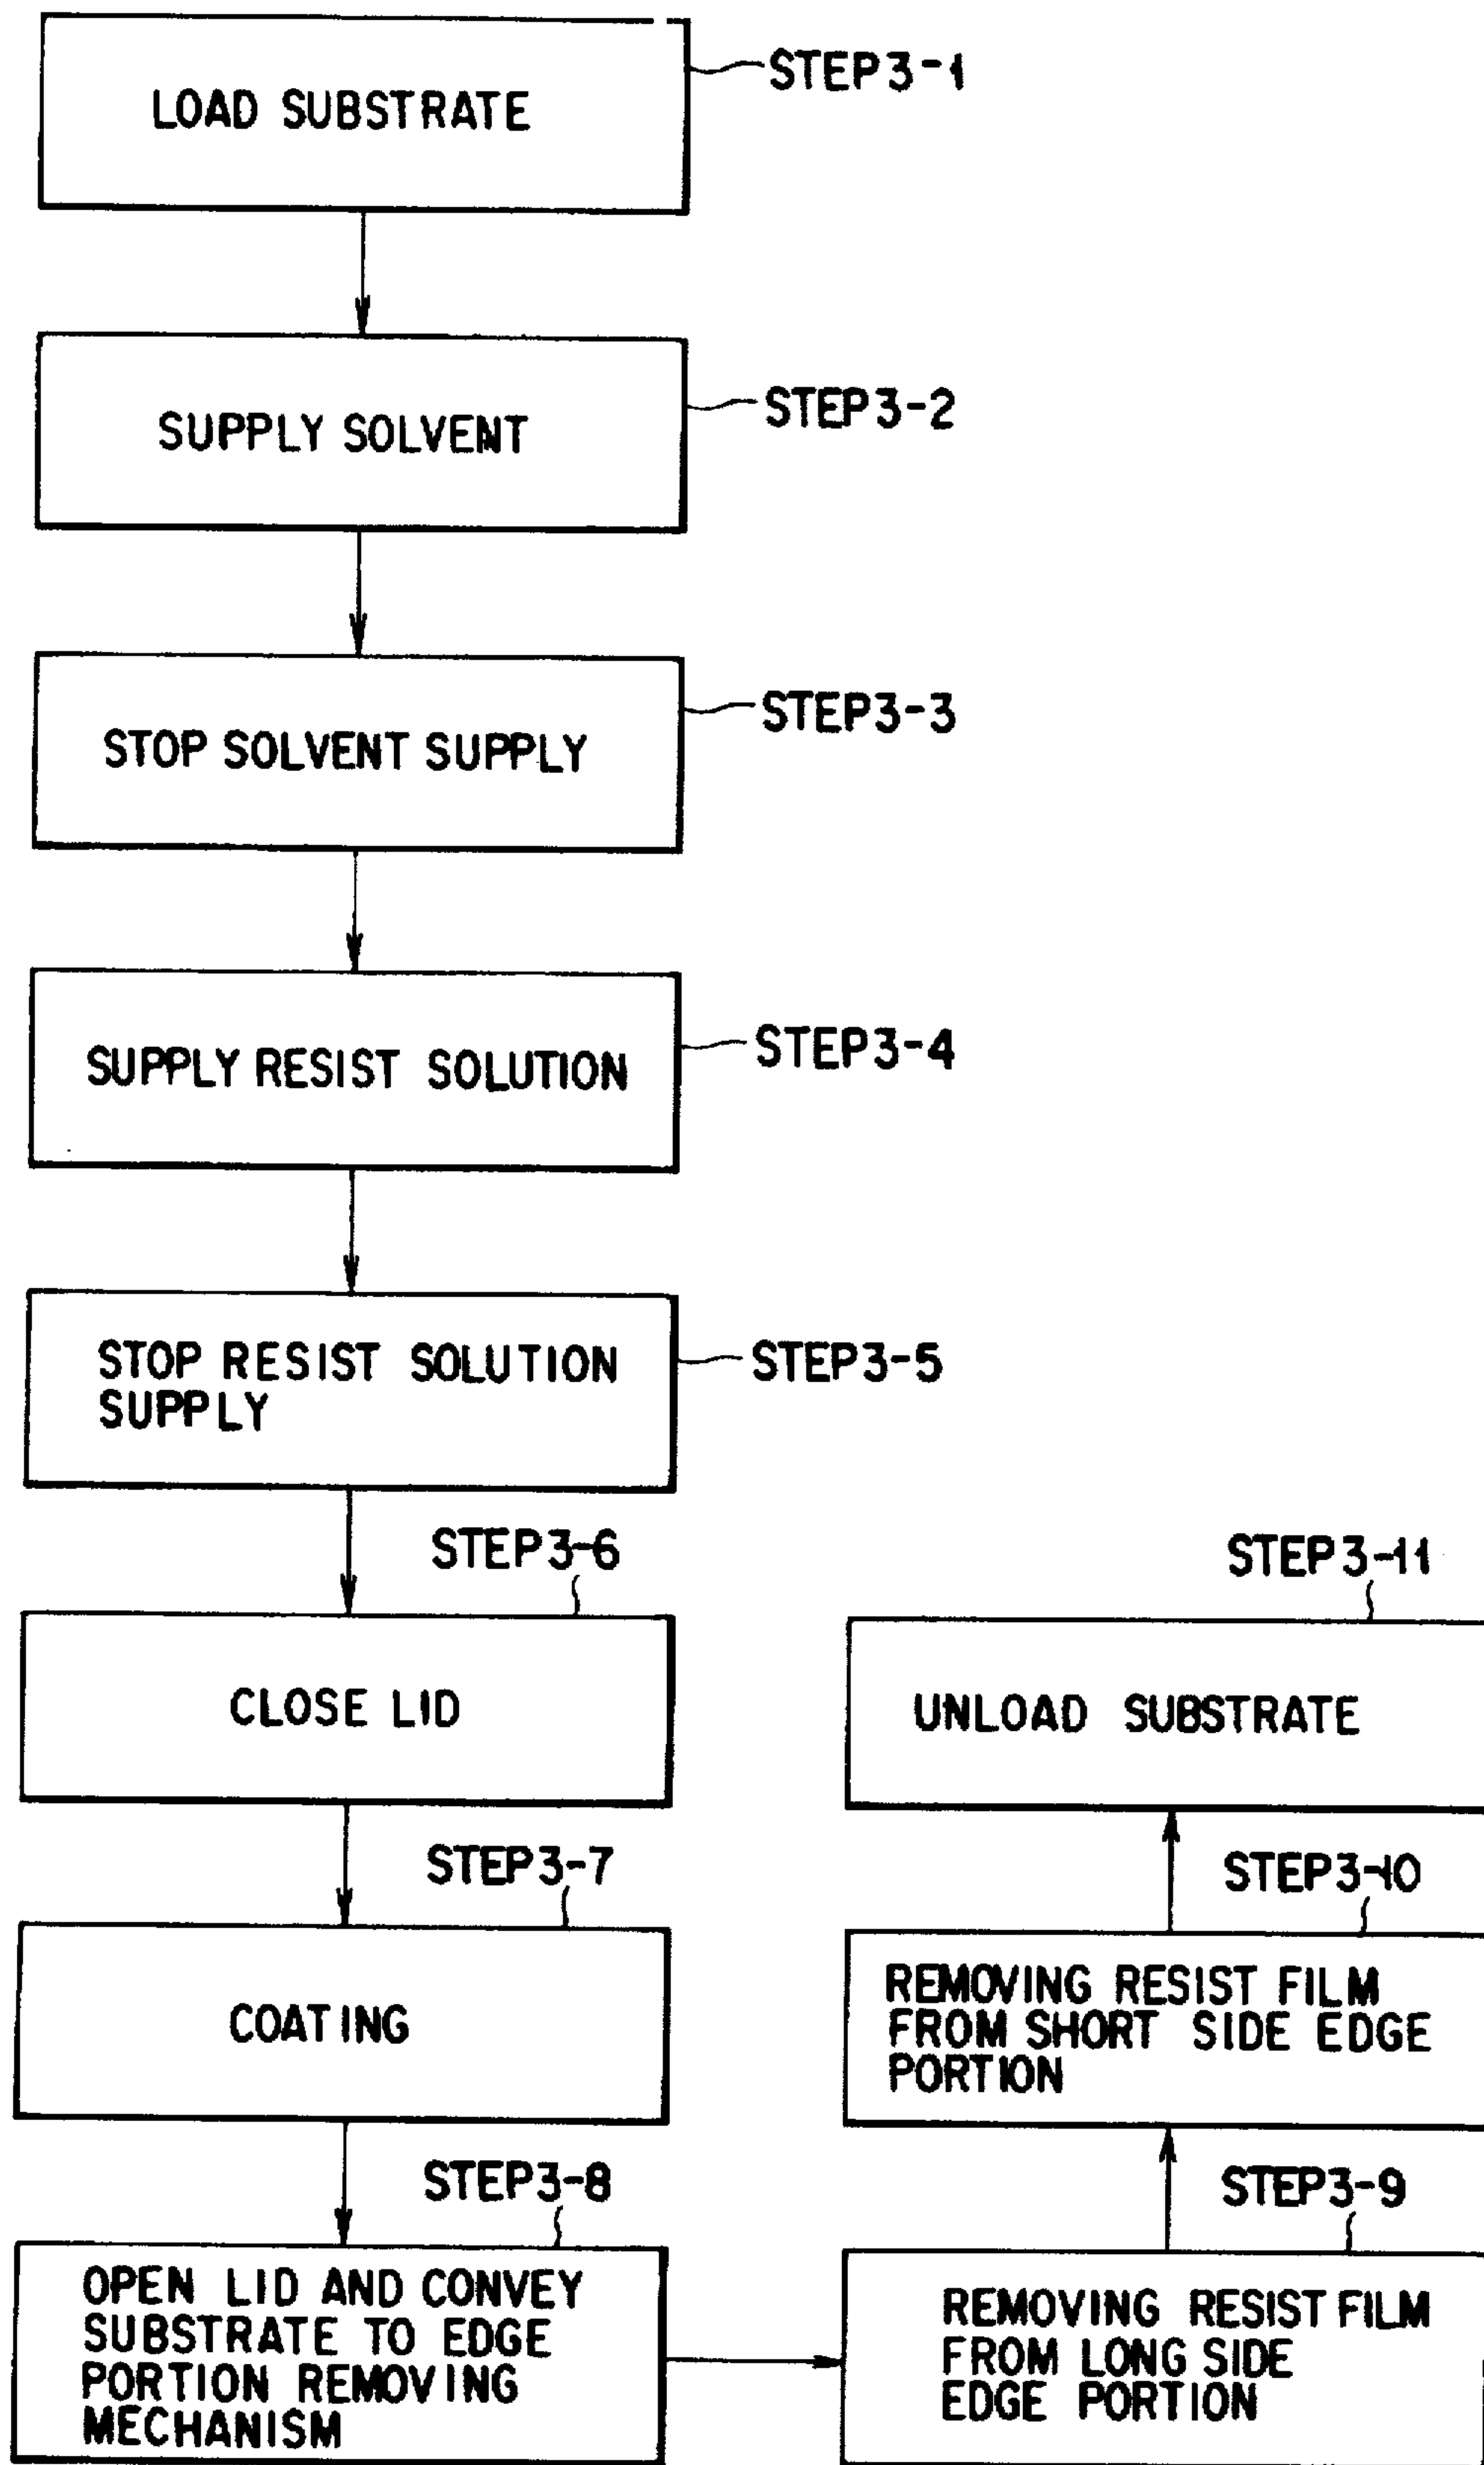 LOAD SUBSTRATE
STEP3-1
SUPPLY SOLVENT
STEP3-2
STOP SOLVENT SUPPLY
STEP3-3
SUPPLY RESIST SOLUTION
STEP3-4
STOP RESIST SOLUTION
SUPPLY
STEP3-5
STEP3-6
CLOSE LID
STEP3-7
COATING
STEP3-8
OPEN LID AND CONVEY
SUBSTRATE TO EDGE
PORTION REMOVING
MECHANISM
STEP3-9
REMOVING RESIST FILM
FROM LONG SIDE
EDGE PORTION
STEP3-10
REMOVING RESIST FILM
FROM SHORT SIDE EDGE
PORTION
STEP3-11
UNLOAD SUBSTRATE